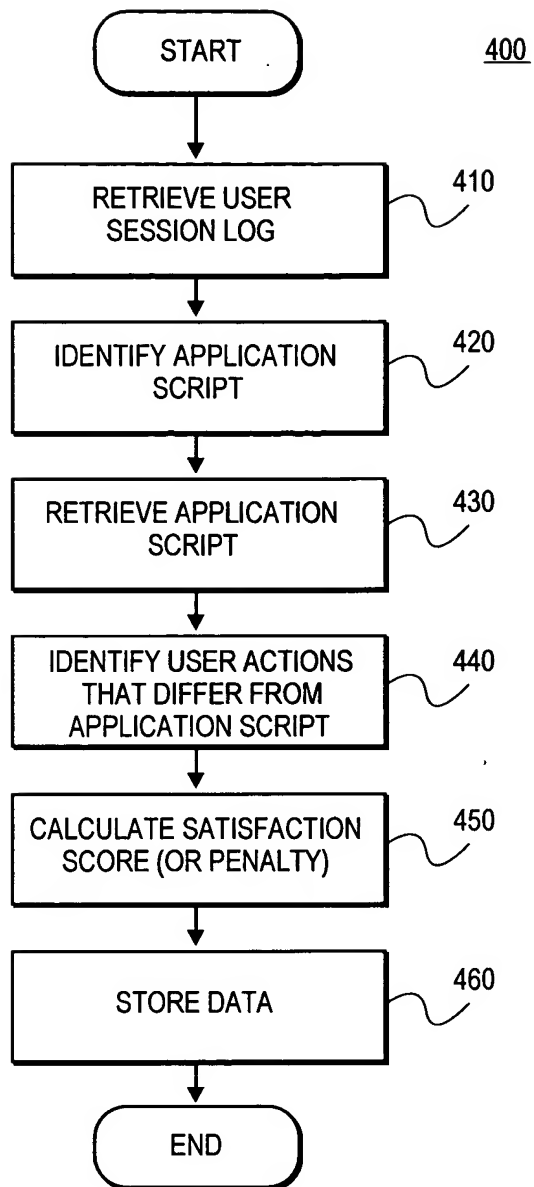 START
400
RETRIEVE USER
SESSION LOG
410
IDENTIFY APPLICATION
SCRIPT
420
RETRIEVE APPLICATION
SCRIPT
430
IDENTIFY USER ACTIONS
THAT DIFFER FROM
APPLICATION SCRIPT
440
CALCULATE SATISFACTION
SCORE (OR PENALTY)
450
STORE DATA
460
END